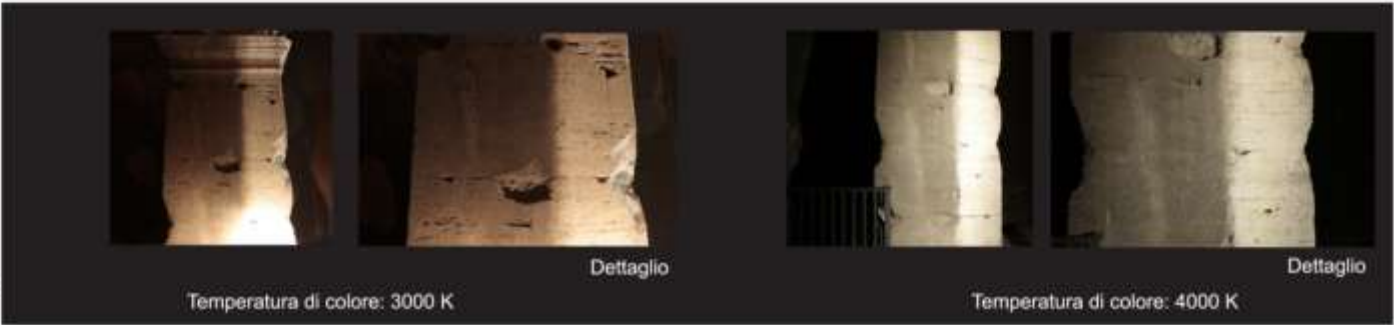 Dettaglio
Temperatura di colore: 3000 K
Dettaglio
Temperatura di colore: 4000 K